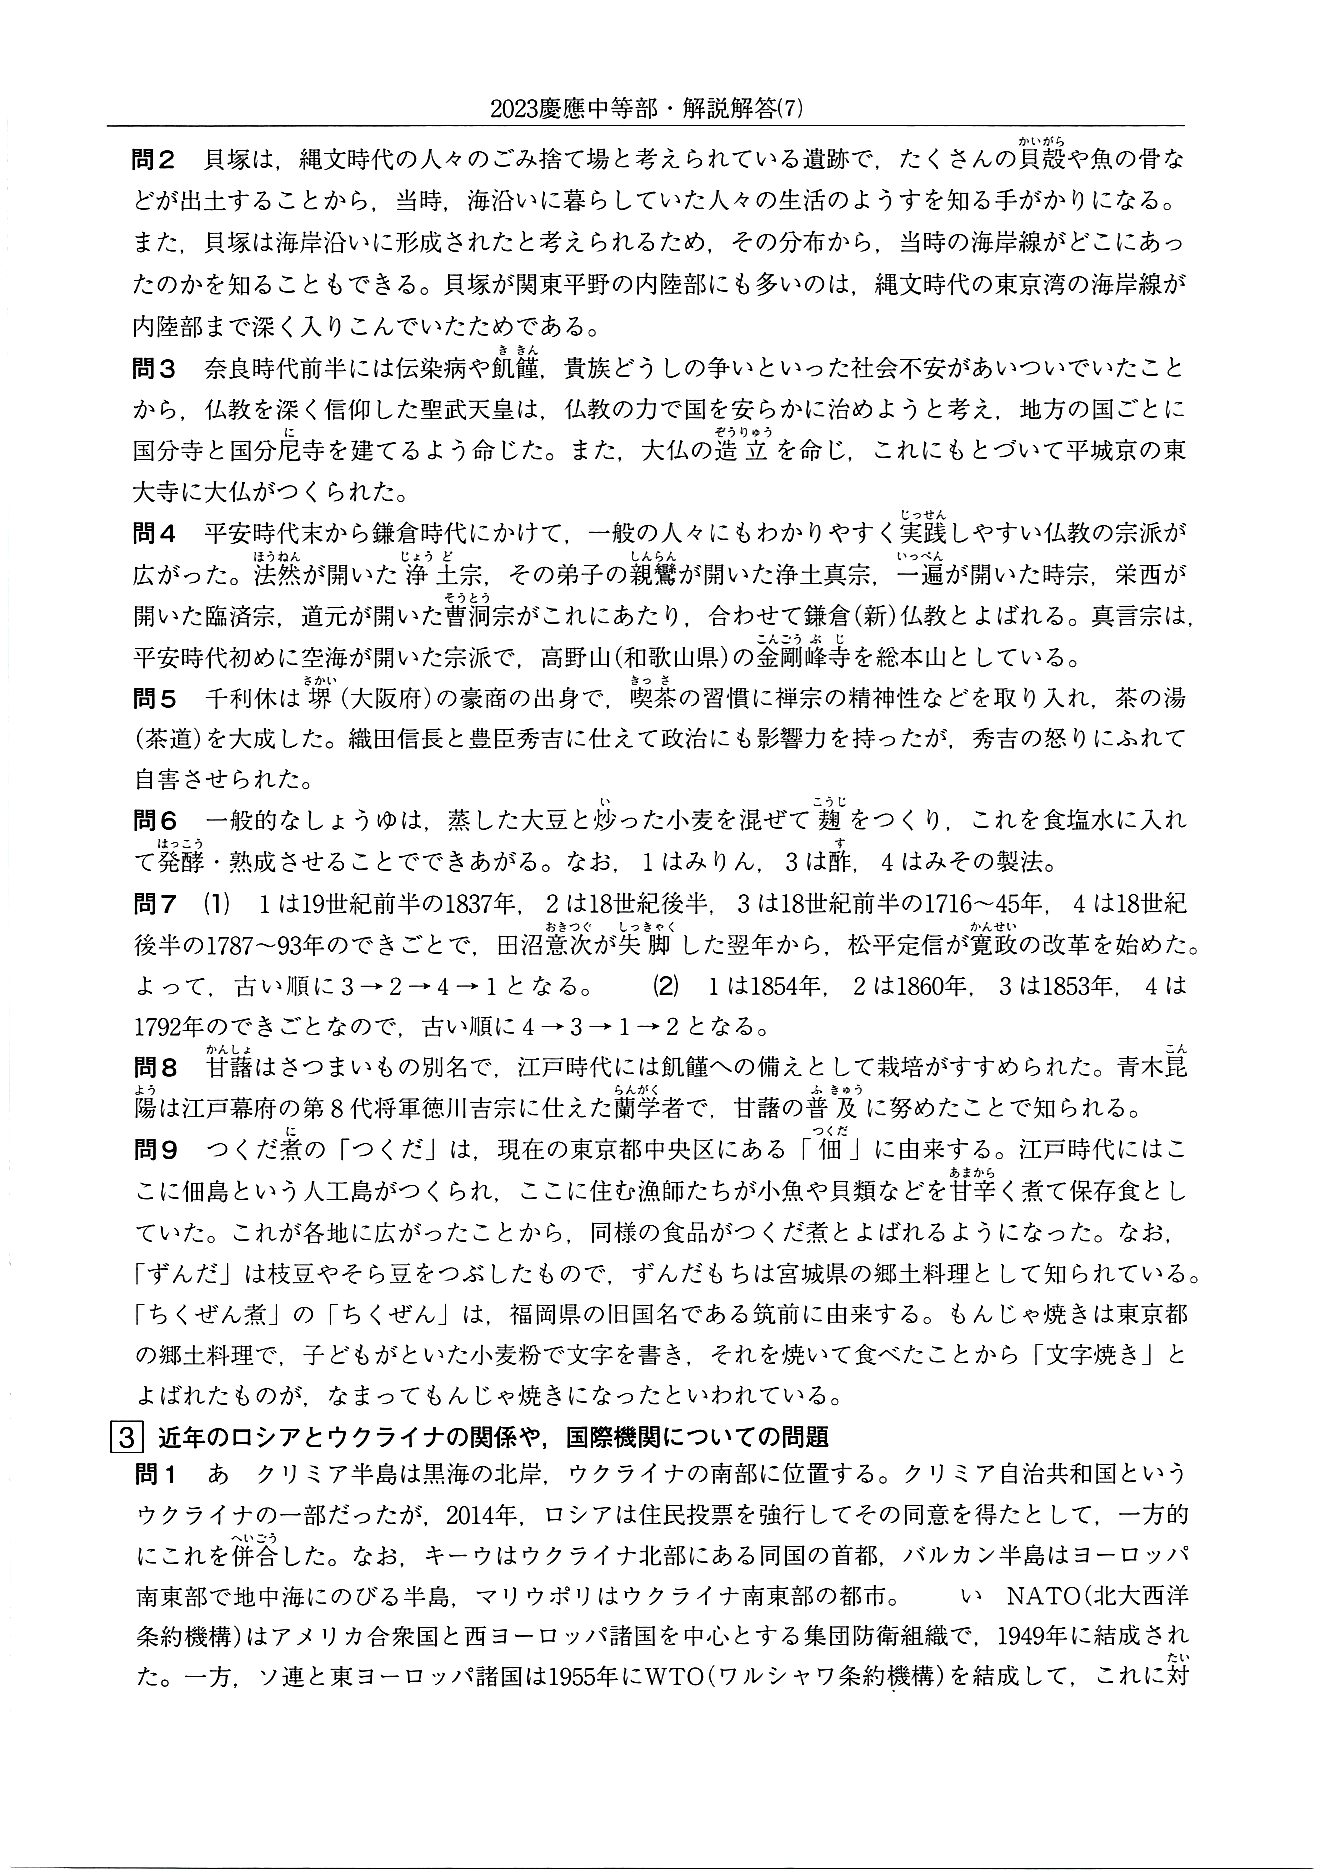 2023慶應中等部・解説解答(7)
問2　貝塚は，縄文時代の人々のごみ捨て場と考えられている遺跡で，たくさんの貝殻や魚の骨な
どが出土することから，当時，海沿いに暮らしていた人々の生活のようすを知る手がかりになる。
また，貝塚は海岸沿いに形成されたと考えられるため，その分布から，当時の海岸線がどこにあっ
たのかを知ることもできる。貝塚が関東平野の内陸部にも多いのは，縄文時代の東京湾の海岸線が
内陸部まで深く入りこんでいたためである。
問3　奈良時代前半には伝染病や飢饉，貴族どうしの争いといった社会不安があいついでいたこと
から，仏教を深く信仰した聖武天皇は，仏教の力で国を安らかに治めようと考え，地方の国ごとに
国分寺と国分尼寺を建てるよう命じた。また，大仏の造立を命じ，これにもとづいて平城京の東
大寺に大仏がつくられた。
問4　平安時代末から鎌倉時代にかけて，一般の人々にもわかりやすく実践しやすい仏教の宗派が
広がった。法然が開いた浄土宗，その弟子の親鸞が開いた浄土真宗，一遍が開いた時宗，栄西が
開いた臨済宗，道元が開いた曹洞宗がこれにあたり，合わせて鎌倉(新)仏教とよばれる。真言宗は，
平安時代初めに空海が開いた宗派で，高野山(和歌山県)の金剛峰寺を総本山としている。
問5　千利休は堺(大阪府)の豪商の出身で，喫茶の習慣に禅宗の精神性などを取り入れ，茶の湯
(茶道)を大成した。織田信長と豊臣秀吉に仕えて政治にも影響力を持ったが，秀吉の怒りにふれて
自害させられた。
問6　一般的なしょうゆは，蒸した大豆と炒った小麦を混ぜて麹をつくり，これを食塩水に入れ
て発酵・熟成させることでできあがる。なお，1はみりん，3は酢，4はみその製法。
問7　(1)　1は19世紀前半の1837年，2は18世紀後半，3は18世紀前半の1716～45年，4は18世紀
後半の1787～93年のできごとで，田沼意次が失脚した翌年から，松平定信が寛政の改革を始めた。
よって，古い順に3→2→4→1となる。　　(2)　1は1854年，2は1860年，3は1853年，4は
1792年のできごとなので，古い順に4→3→1→2となる。
問8　甘藷はさつまいもの別名で，江戸時代には飢饉への備えとして栽培がすすめられた。青木昆
陽は江戸幕府の第8代将軍徳川吉宗に仕えた蘭学者で，甘藷の普及に努めたことで知られる。
問9　つくだ煮の「つくだ」は，現在の東京都中央区にある「佃」に由来する。江戸時代にはこ
こに佃島という人工島がつくられ，ここに住む漁師たちが小魚や貝類などを甘辛く煮て保存食とし
ていた。これが各地に広がったことから，同様の食品がつくだ煮とよばれるようになった。なお，
「ずんだ」は枝豆やそら豆をつぶしたもので，ずんだもちは宮城県の郷土料理として知られている。
「ちくぜん煮」の「ちくぜん」は，福岡県の旧国名である筑前に由来する。もんじゃ焼きは東京都
の郷土料理で，子どもがといた小麦粉で文字を書き，それを焼いて食べたことから「文字焼き」と
よばれたものが，なまってもんじゃ焼きになったといわれている。
3　近年のロシアとウクライナの関係や，国際機関についての問題
問1　あ　クリミア半島は黒海の北岸，ウクライナの南部に位置する。クリミア自治共和国という
ウクライナの一部だったが，2014年，ロシアは住民投票を強行してその同意を得たとして，一方的
にこれを併合した。なお，キーウはウクライナ北部にある同国の首都，バルカン半島はヨーロッパ
南東部で地中海にのびる半島，マリウポリはウクライナ南東部の都市。　　い　NATO(北大西洋
条約機構)はアメリカ合衆国と西ヨーロッパ諸国を中心とする集団防衛組織で，1949年に結成され
た。一方，ソ連と東ヨーロッパ諸国は1955年にWTO(ワルシャワ条約機構)を結成して，これに対